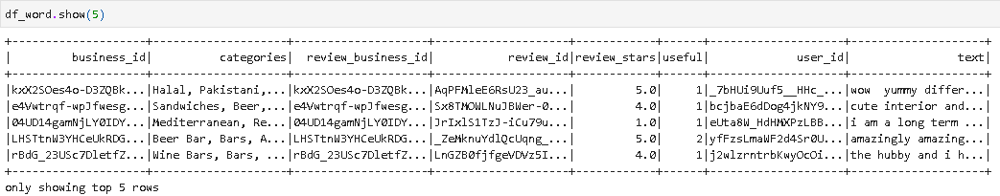 df_word.show(5)
+--------------------+--------------------+--------------------+--------------------+------------+------+--------------------+--------------------+
|         business_id|          categories|  review_business_id|           review_id|review_stars|useful|             user_id|                text|
+--------------------+--------------------+--------------------+--------------------+------------+------+--------------------+--------------------+
|kxX2SOes4o-D3ZQBk...|Halal, Pakistani,...|kxX2SOes4o-D3ZQBk...|AqPFMleE6RsU23_au...|         5.0|     1|_7bHUi9Uuf5__HHc_...|wow  yummy differ...|
|e4Vwtrqf-wpJfwesg...|Sandwiches, Beer,...|e4Vwtrqf-wpJfwesg...|Sx8TMOWLNuJBWer-0...|         4.0|     1|bcjbaE6dDog4jkNY9...|cute interior and...|
|04UD14gamNjLY0IDY...|Mediterranean, Re...|04UD14gamNjLY0IDY...|JrIxlS1TzJ-iCu79u...|         1.0|     1|eUta8W_HdHMXPzLBB...|i am a long term ...|
|LHSTtnW3YHCeUkRDG...|Beer Bar, Bars, A...|LHSTtnW3YHCeUkRDG...|_ZeMknuYdlQcUqng_...|         5.0|     2|yfFzsLmaWF2d4Sr0U...|amazingly amazing...|
|rBdG_23USc7DletfZ...|Wine Bars, Bars, ...|rBdG_23USc7DletfZ...|LnGZB0fjfgeVDVz5I...|         4.0|     1|j2wlzrntrbKwyOcOi...|the hubby and i h...|
+--------------------+--------------------+--------------------+--------------------+------------+------+--------------------+--------------------+
only showing top 5 rows